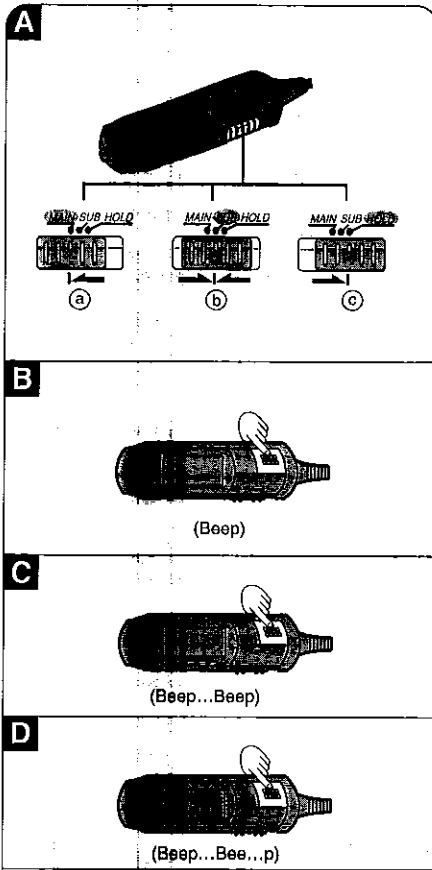 A
MAIN SUB HOLD MAIN SUB HOLD MAIN SUB HOLD
a b c
B
(Beep)
C
(Beep...Beep)
D
(Beep...Bee...p)